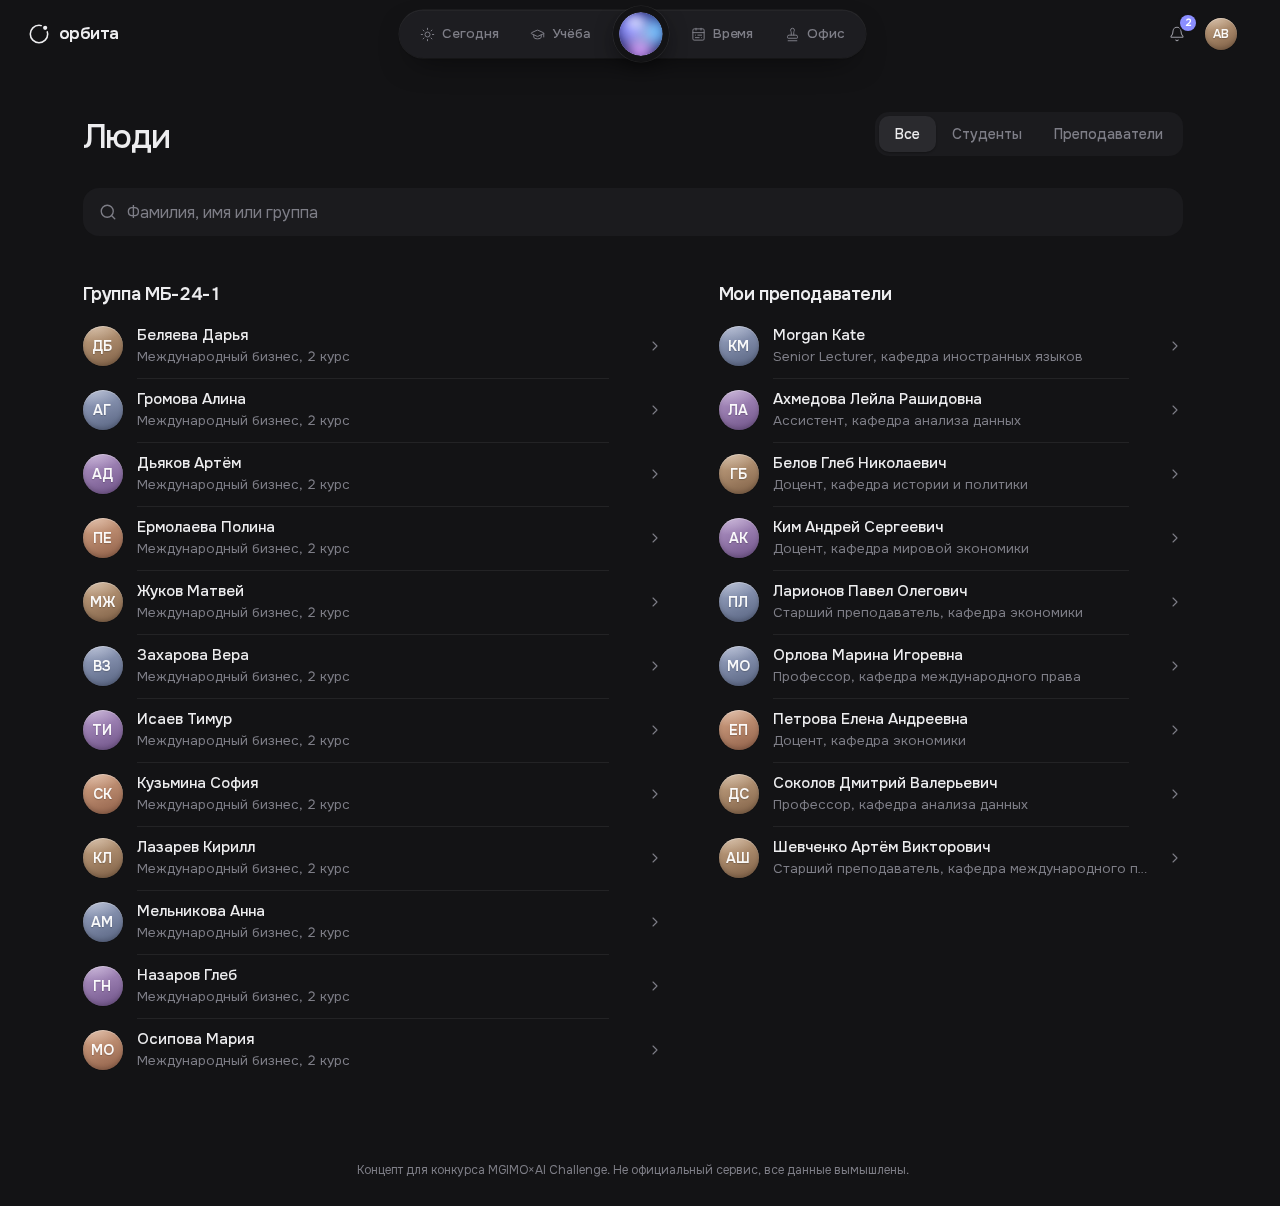 орбита
Сегодня
Учёба
Время
Офис
2
АВ
Люди
Все
Студенты
Преподаватели
Фамилия, имя или группа
Группа МБ-24-1
ДБ
Беляева Дарья
Международный бизнес, 2 курс
АГ
Громова Алина
Международный бизнес, 2 курс
АД
Дьяков Артём
Международный бизнес, 2 курс
ПЕ
Ермолаева Полина
Международный бизнес, 2 курс
МЖ
Жуков Матвей
Международный бизнес, 2 курс
ВЗ
Захарова Вера
Международный бизнес, 2 курс
ТИ
Исаев Тимур
Международный бизнес, 2 курс
СК
Кузьмина София
Международный бизнес, 2 курс
КЛ
Лазарев Кирилл
Международный бизнес, 2 курс
АМ
Мельникова Анна
Международный бизнес, 2 курс
ГН
Назаров Глеб
Международный бизнес, 2 курс
МО
Осипова Мария
Международный бизнес, 2 курс
Мои преподаватели
КМ
Morgan Kate
Senior Lecturer, кафедра иностранных языков
ЛА
Ахмедова Лейла Рашидовна
Ассистент, кафедра анализа данных
ГБ
Белов Глеб Николаевич
Доцент, кафедра истории и политики
АК
Ким Андрей Сергеевич
Доцент, кафедра мировой экономики
ПЛ
Ларионов Павел Олегович
Старший преподаватель, кафедра экономики
МО
Орлова Марина Игоревна
Профессор, кафедра международного права
ЕП
Петрова Елена Андреевна
Доцент, кафедра экономики
ДС
Соколов Дмитрий Валерьевич
Профессор, кафедра анализа данных
АШ
Шевченко Артём Викторович
Старший преподаватель, кафедра международного п...
Концепт для конкурса MGIMO×AI Challenge. Не официальный сервис, все данные вымышлены.